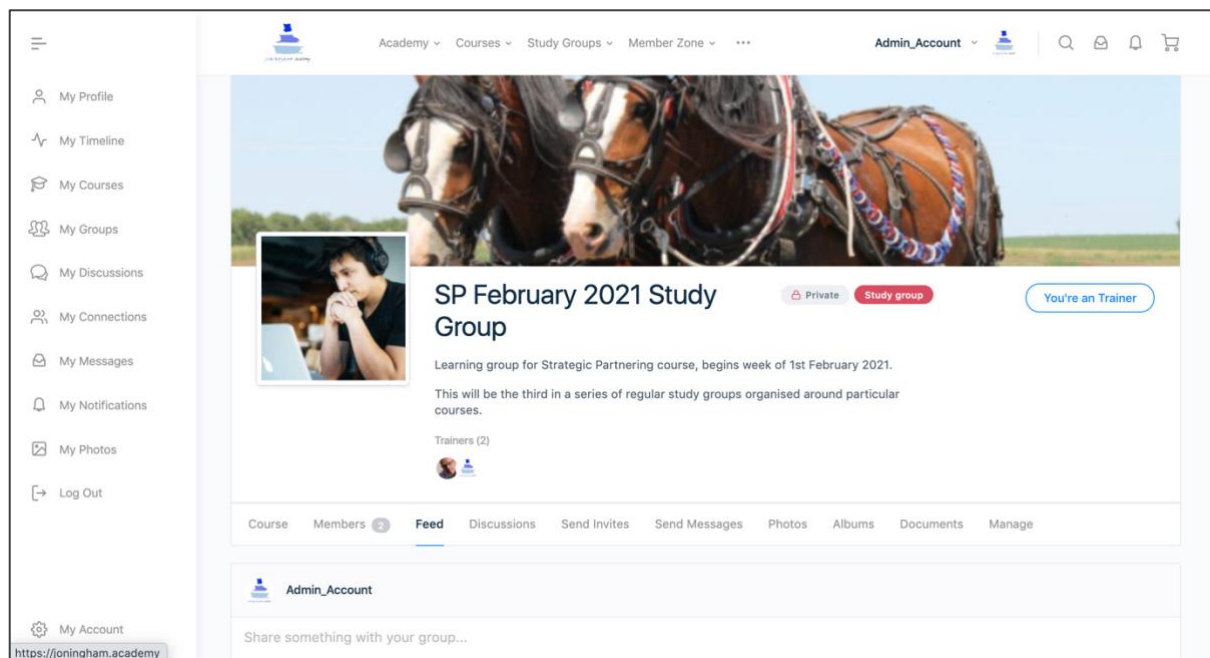 Academy
Courses
Study Groups
Member Zone
...
Admin_Account
My Profile
My Timeline
My Courses
My Groups
My Discussions
My Connections
My Messages
My Notifications
My Photos
Log Out
My Account
https://joningham.academy
SP February 2021 Study
Group
Private
Study group
You're an Trainer
Learning group for Strategic Partnering course, begins week of 1st February 2021.
This will be the third in a series of regular study groups organised around particular
courses.
Trainers (2)
Course Members 2 Feed Discussions Send Invites Send Messages Photos Albums Documents Manage
Admin_Account
Share something with your group...